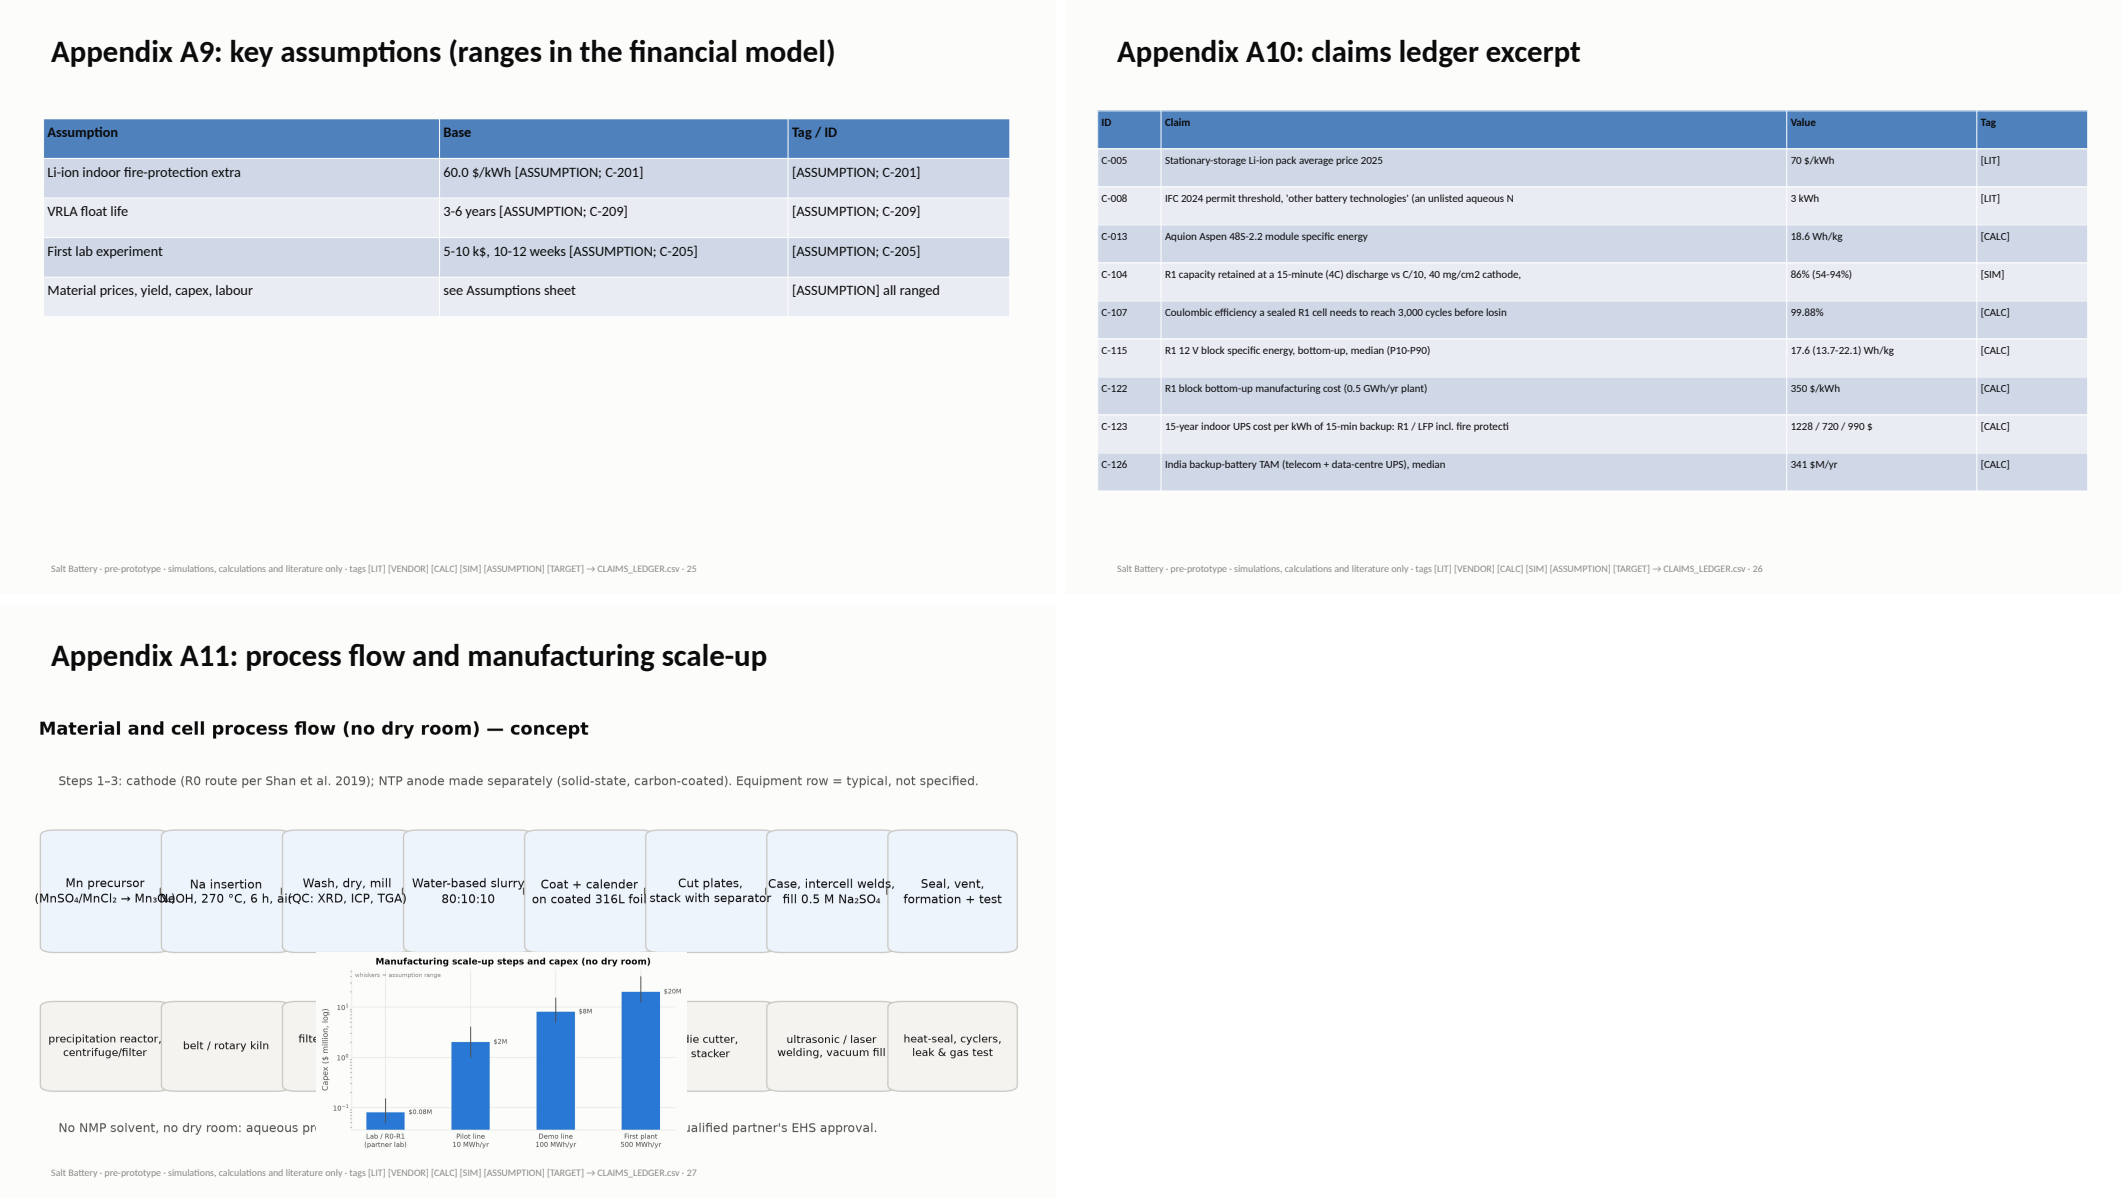 Appendix A9: key assumptions (ranges in the financial model)
Assumption Base Tag / ID
Li-ion indoor fire-protection extra 60.0 $/kWh [ASSUMPTION; C-201] [ASSUMPTION; C-201]
VRLA float life 3-6 years [ASSUMPTION; C-209] [ASSUMPTION; C-209]
First lab experiment 5-10 k$, 10-12 weeks [ASSUMPTION; C-205] [ASSUMPTION; C-205]
Material prices, yield, capex, labour see Assumptions sheet [ASSUMPTION] all ranged
Salt Battery · pre-prototype · simulations, calculations and literature only · tags [LIT] [VENDOR] [CALC] [SIM] [ASSUMPTION] [TARGET] → CLAIMS_LEDGER.csv · 25
Appendix A10: claims ledger excerpt
ID Claim Value Tag
C-005 Stationary-storage Li-ion pack average price 2025 70 $/kWh [LIT]
C-008 IFC 2024 permit threshold, 'other battery technologies' (an unlisted aqueous N 3 kWh [LIT]
C-013 Aquion Aspen 48S-2.2 module specific energy 18.6 Wh/kg [CALC]
C-104 R1 capacity retained at a 15-minute (4C) discharge vs C/10, 40 mg/cm2 cathode, 86% (54-94%) [SIM]
C-107 Coulombic efficiency a sealed R1 cell needs to reach 3,000 cycles before losin 99.88% [CALC]
C-115 R1 12 V block specific energy, bottom-up, median (P10-P90) 17.6 (13.7-22.1) Wh/kg [CALC]
C-122 R1 block bottom-up manufacturing cost (0.5 GWh/yr plant) 350 $/kWh [CALC]
C-123 15-year indoor UPS cost per kWh of 15-min backup: R1 / LFP incl. fire protecti 1228 / 720 / 990 $ [CALC]
C-126 India backup-battery TAM (telecom + data-centre UPS), median 341 $M/yr [CALC]
Salt Battery · pre-prototype · simulations, calculations and literature only · tags [LIT] [VENDOR] [CALC] [SIM] [ASSUMPTION] [TARGET] → CLAIMS_LEDGER.csv · 26
Appendix A11: process flow and manufacturing scale-up
Material and cell process flow (no dry room) — concept
Steps 1–3: cathode (R0 route per Shan et al. 2019); NTP anode made separately (solid-state, carbon-coated). Equipment row = typical, not specified.
Mn precursor
(MnSO₄/MnCl₂ → Mn₃O₄)
Na insertion
NaOH, 270 °C, 6 h, air
Wash, dry, mill
(QC: XRD, ICP, TGA)
Water-based slurry
80:10:10
Coat + calender
on coated 316L foil
Cut plates,
stack with separator
Case, intercell welds,
fill 0.5 M Na₂SO₄
Seal, vent,
formation + test
precipitation reactor,
centrifuge/filter
belt / rotary kiln
filte
die cutter,
stacker
ultrasonic / laser
welding, vacuum fill
heat-seal, cyclers,
leak & gas test
Manufacturing scale-up steps and capex (no dry room)
whiskers = assumption range
Capex ($ million, log)
10¹
10⁰
10⁻¹
$0.08M
$2M
$8M
$20M
Lab / R0-R1
(partner lab)
Pilot line
10 MWh/yr
Demo line
100 MWh/yr
First plant
500 MWh/yr
No NMP solvent, no dry room: aqueous pr
ualified partner's EHS approval.
Salt Battery · pre-prototype · simulations, calculations and literature only · tags [LIT] [VENDOR] [CALC] [SIM] [ASSUMPTION] [TARGET] → CLAIMS_LEDGER.csv · 27